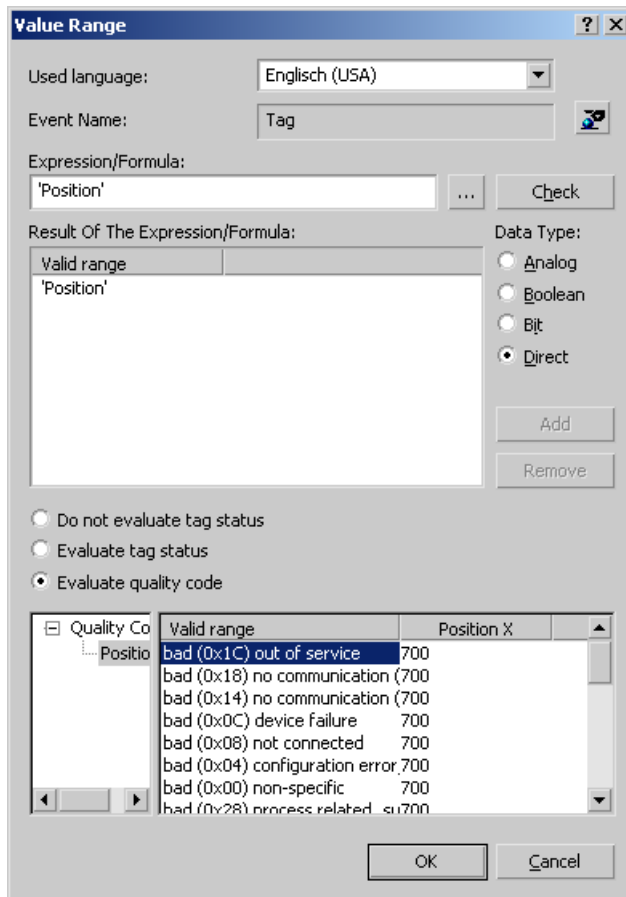 Value Range
Used language: Englisch (USA)
Event Name: Tag
Expression/Formula:
'Position' ... Check
Result Of The Expression/Formula: Data Type:
Valid range
'Position'
Analog
Boolean
Bit
Direct
Add
Remove
Do not evaluate tag status
Evaluate tag status
Evaluate quality code
Quality Co Valid range Position X
Positio bad (0x1C) out of service 700
bad (0x18) no communication ( 700
bad (0x14) no communication ( 700
bad (0x0C) device failure 700
bad (0x08) not connected 700
bad (0x04) configuration error, 700
bad (0x00) non-specific 700
bad (0x28) process related, su 700
OK Cancel